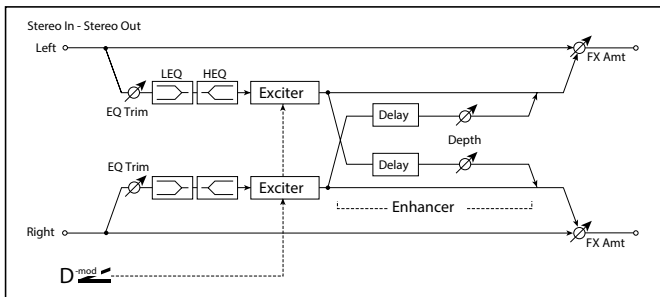 Stereo In - Stereo Out
Left
FX Amt
LEQ HEQ
EQ Trim
Exciter
Delay
Depth
EQ Trim
Delay
Exciter
Enhancer
Right
FX Amt
D-mod